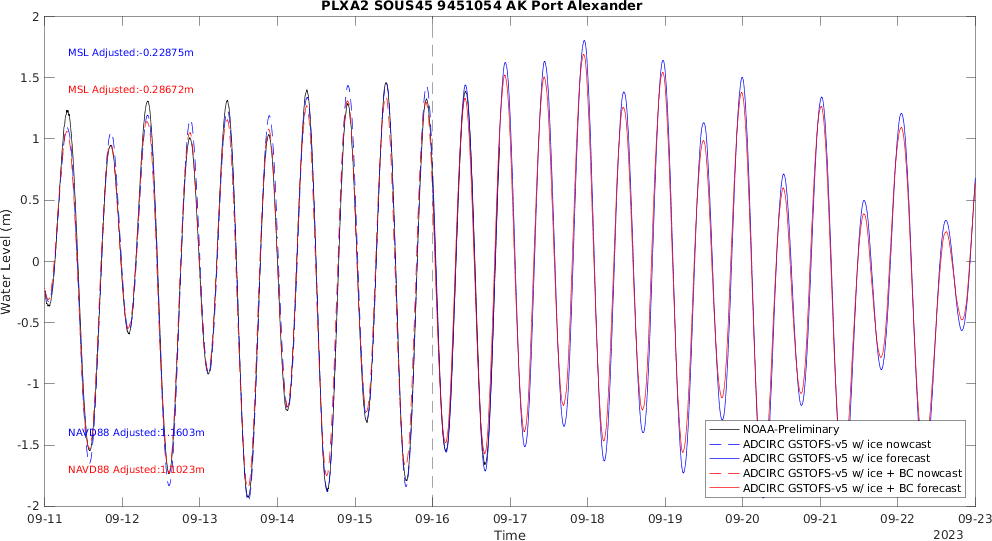 PLXA2 SOUS45 9451054 AK Port Alexander
MSL Adjusted:-0.22875m
MSL Adjusted:-0.28672m
NAVD88 Adjusted:1.1603m
NAVD88 Adjusted:1.1023m
Water Level (m)
2
1.5
1
0.5
0
-0.5
-1
-1.5
-2
NOAA-Preliminary
ADCIRC GSTOFS-v5 w/ ice nowcast
ADCIRC GSTOFS-v5 w/ ice forecast
ADCIRC GSTOFS-v5 w/ ice + BC nowcast
ADCIRC GSTOFS-v5 w/ ice + BC forecast
09-11 09-12 09-13 09-14 09-15 09-16 09-17 09-18 09-19 09-20 09-21 09-22 09-23
Time
2023